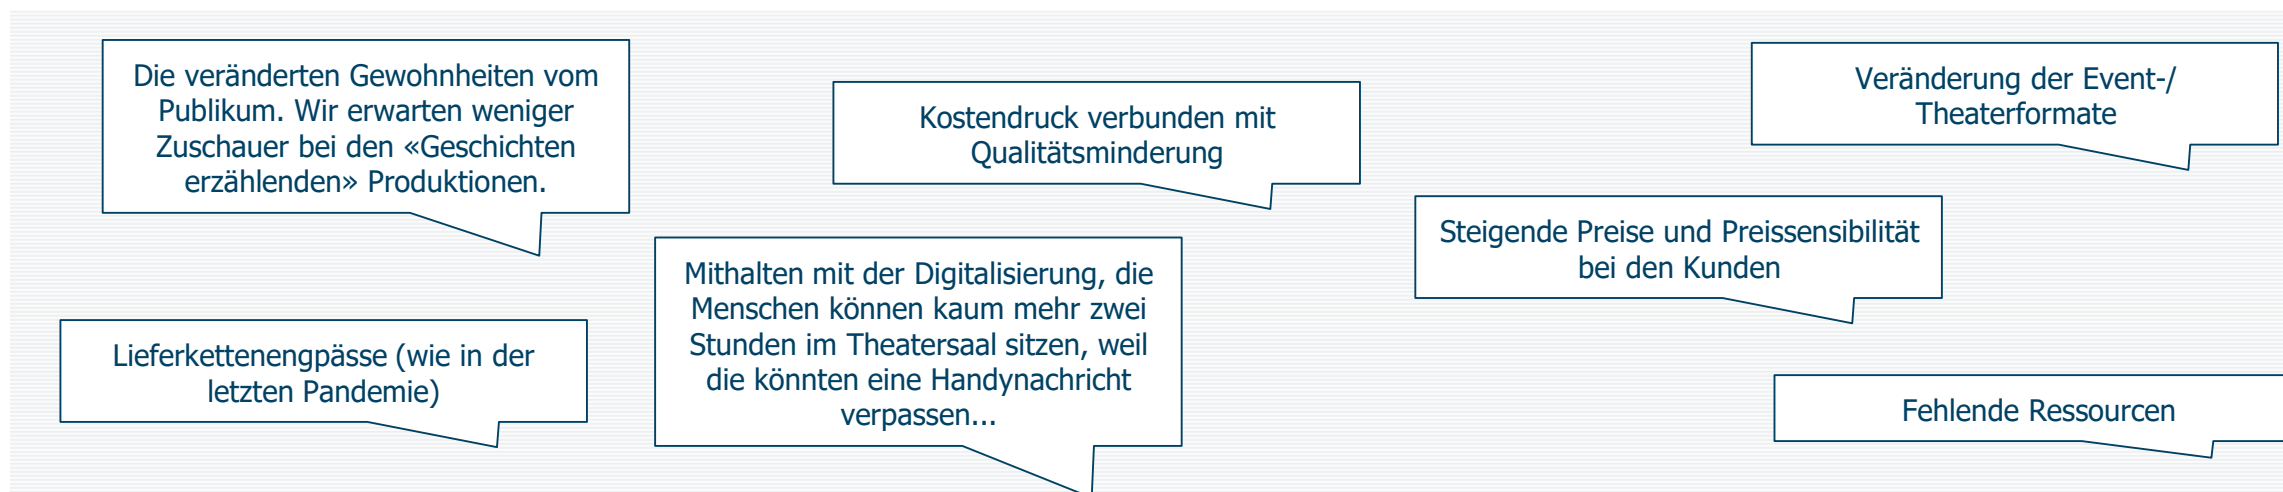 Die veränderten Gewohnheiten vom
Publikum. Wir erwarten weniger
Zuschauer bei den «Geschichten
erzählenden» Produktionen.
Kostendruck verbunden mit
Qualitätsminderung
Veränderung der Event-/
Theaterformate
Steigende Preise und Preissensibilität
bei den Kunden
Mithalten mit der Digitalisierung, die
Menschen können kaum mehr zwei
Stunden im Theatersaal sitzen, weil
die könnten eine Handynachricht
verpassen...
Lieferkettenengpässe (wie in der
letzten Pandemie)
Fehlende Ressourcen